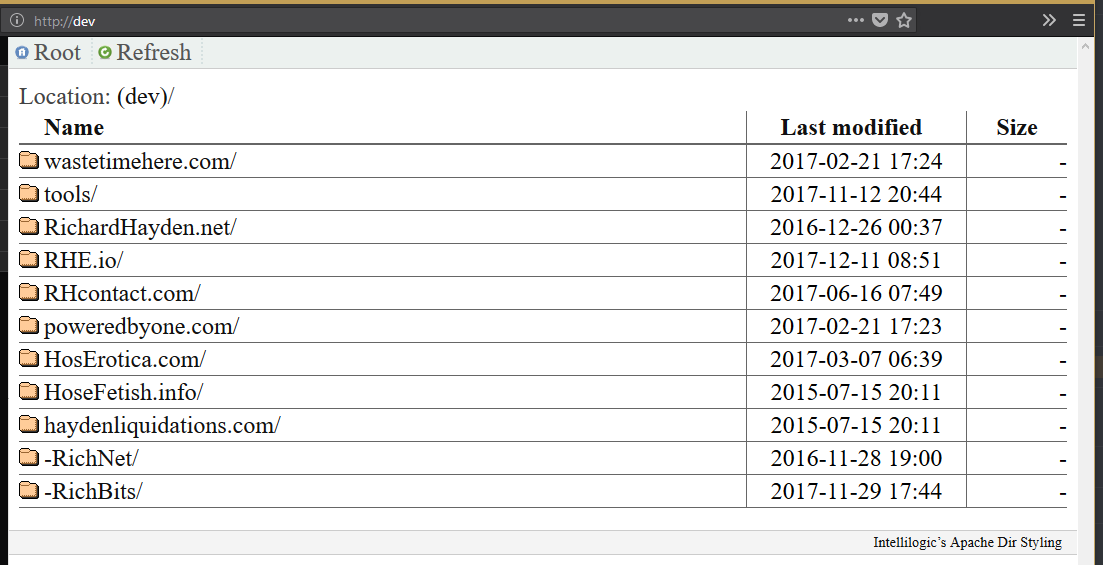 http://dev
Root Refresh
Location: (dev)/
Name Last modified Size
wastetimehere.com/ 2017-02-21 17:24 -
tools/ 2017-11-12 20:44 -
RichardHayden.net/ 2016-12-26 00:37 -
RHE.io/ 2017-12-11 08:51 -
RHcontact.com/ 2017-06-16 07:49 -
poweredbyone.com/ 2017-02-21 17:23 -
HosErotica.com/ 2017-03-07 06:39 -
HoseFetish.info/ 2015-07-15 20:11 -
haydenliquidations.com/ 2015-07-15 20:11 -
-RichNet/ 2016-11-28 19:00 -
-RichBits/ 2017-11-29 17:44 -
Intellilogic’s Apache Dir Styling